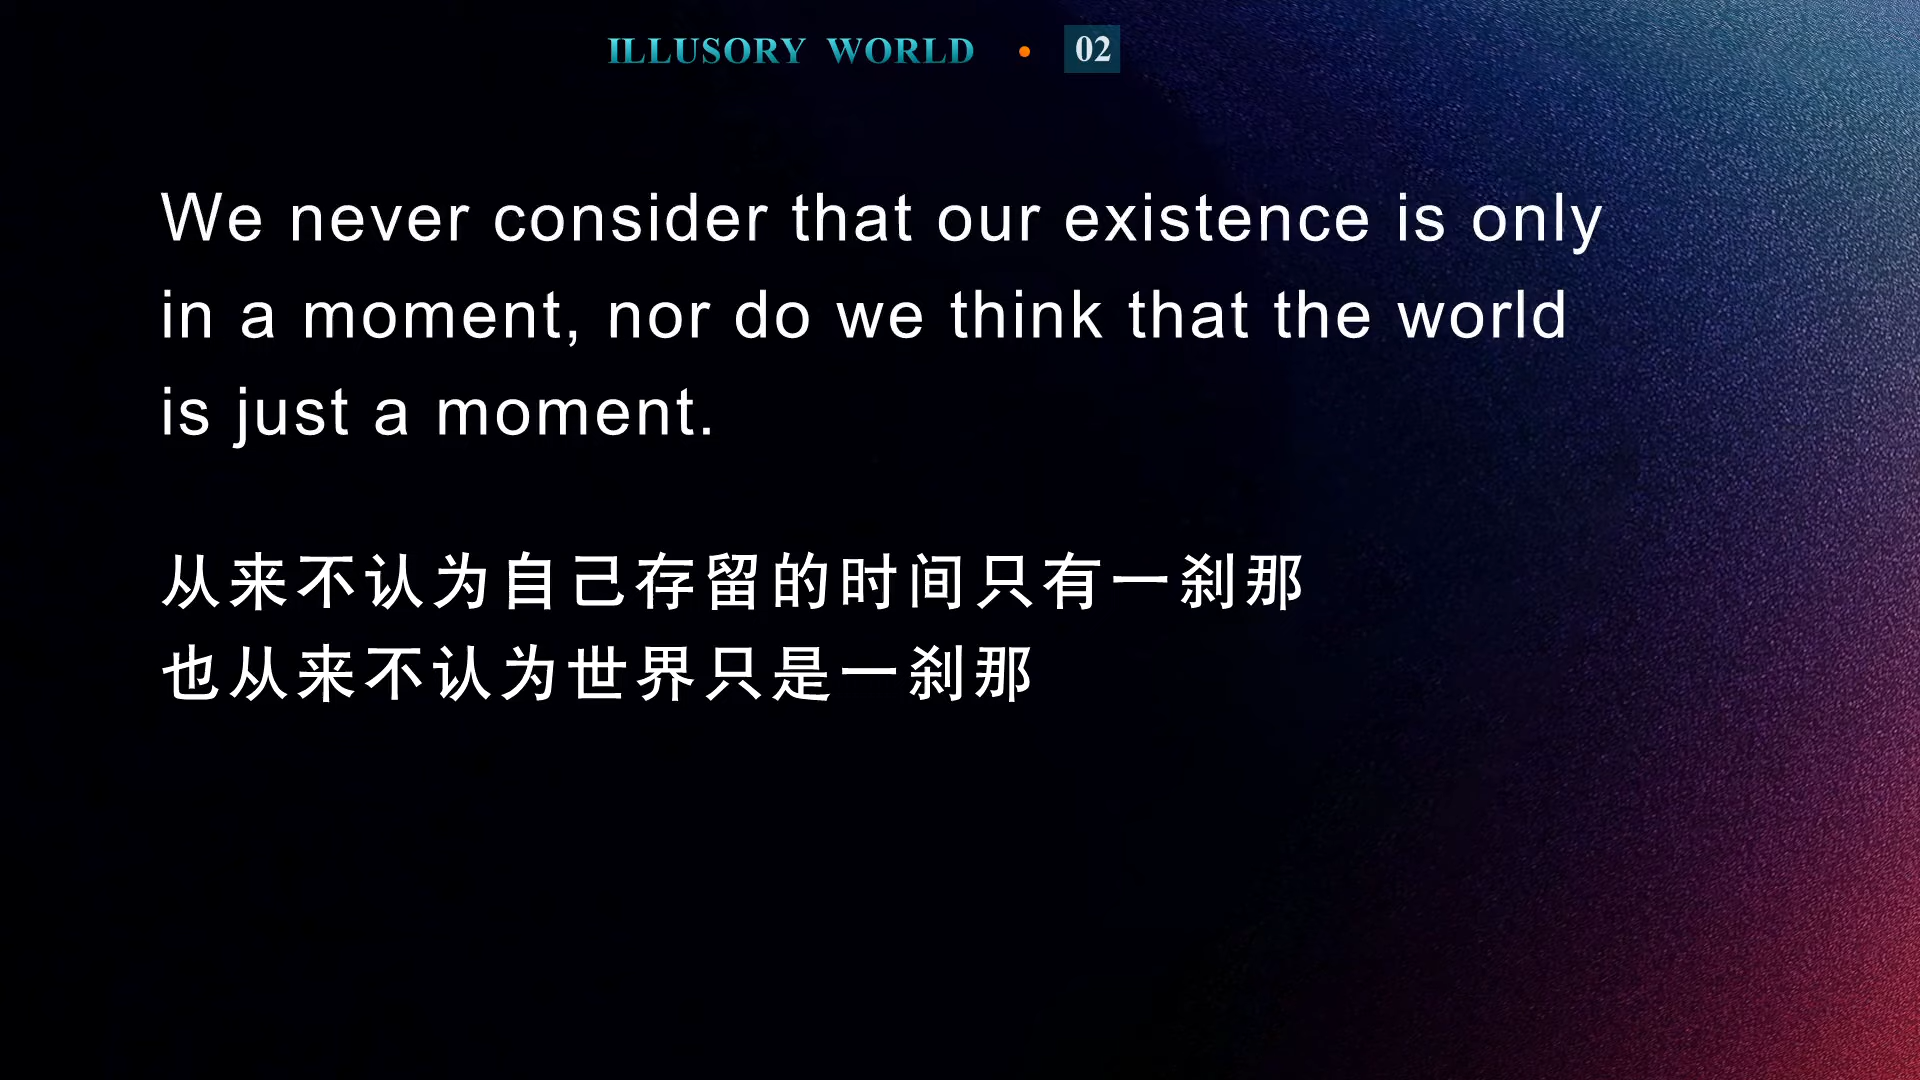 ILLUSORY WORLD • 02
We never consider that our existence is only
in a moment, nor do we think that the world
is just a moment.
从来不认为自己存留的时间只有一刹那
也从来不认为世界只是一刹那